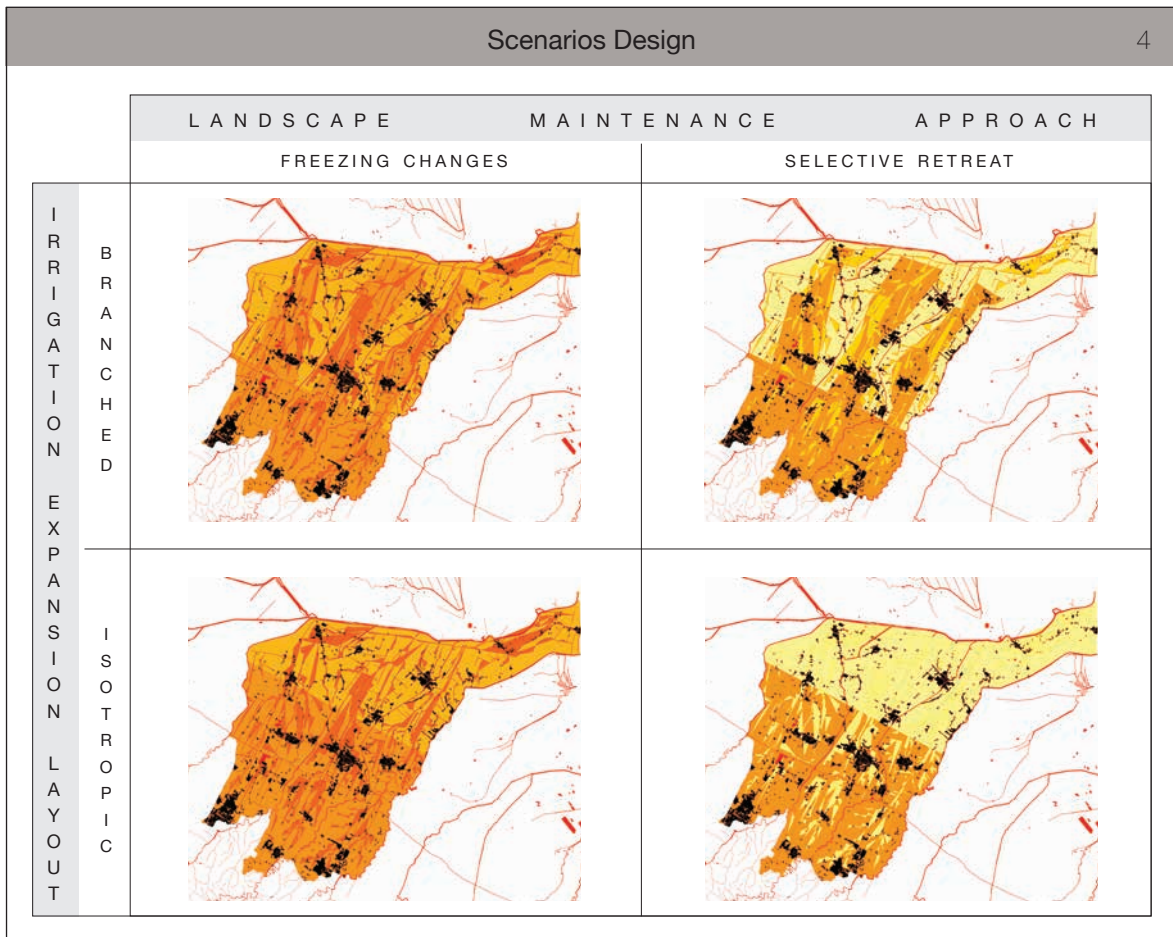 Scenarios Design 4
LANDSCAPE MAINTENANCE APPROACH
FREEZING CHANGES SELECTIVE RETREAT
IRRIGATION EXPANSION LAYOUT
BRANCHED
ISOTROPIC